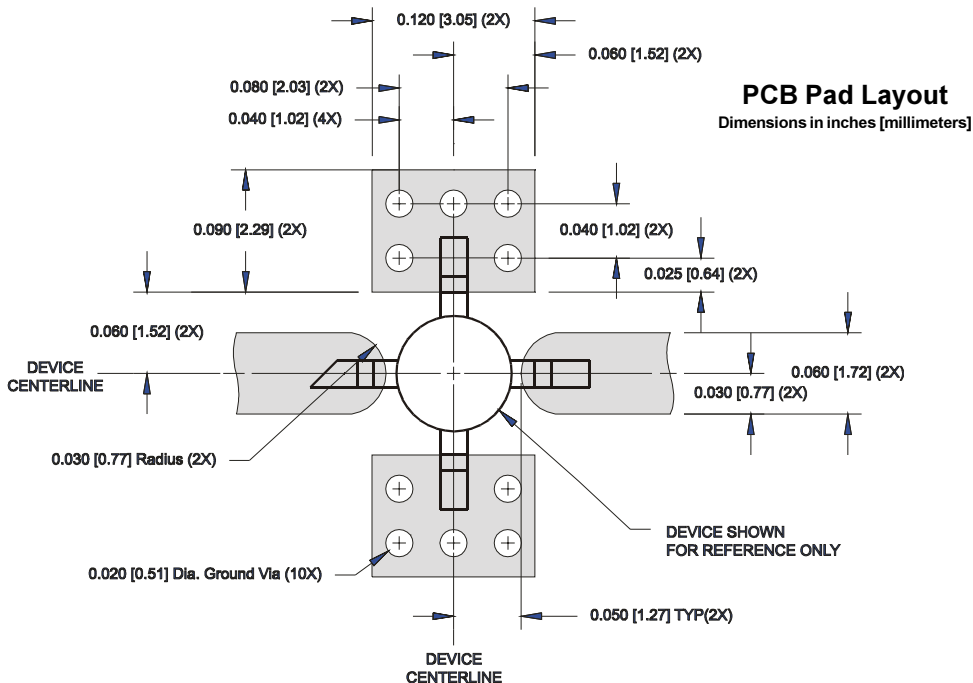 0.120 [3.05] (2X)
0.060 [1.52] (2X)
0.080 [2.03] (2X)
0.040 [1.02] (4X)
PCB Pad Layout
Dimensions in inches [millimeters]
0.090 [2.29] (2X)
0.040 [1.02] (2X)
0.025 [0.64] (2X)
0.060 [1.52] (2X)
DEVICE
CENTERLINE
0.060 [1.72] (2X)
0.030 [0.77] (2X)
0.030 [0.77] Radius (2X)
DEVICE SHOWN
FOR REFERENCE ONLY
0.020 [0.51] Dia. Ground Via (10X)
0.050 [1.27] TYP(2X)
DEVICE
CENTERLINE